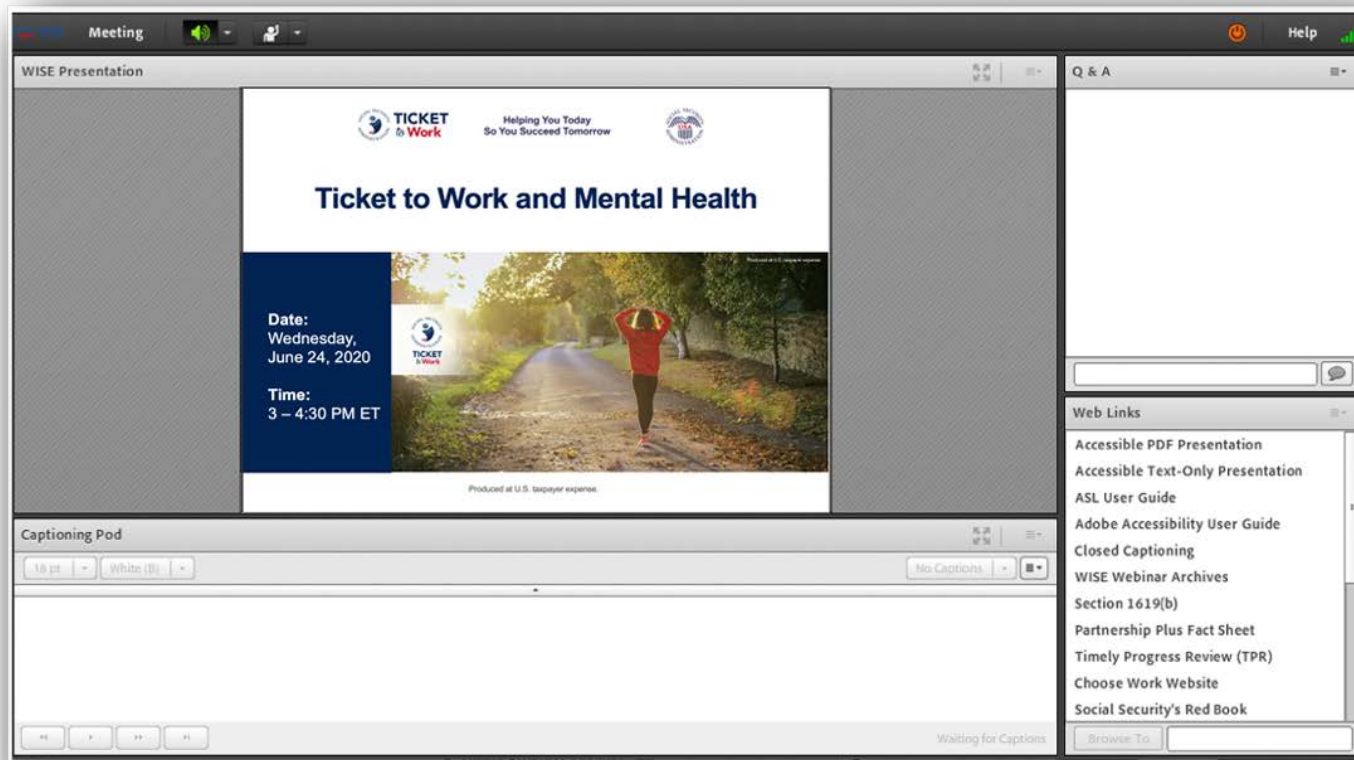 Meeting
Help
WISE Presentation
TICKET
to Work
Helping You Today
So You Succeed Tomorrow
SOCIAL SECURITY ADMINISTRATION
USA
Ticket to Work and Mental Health
Produced at U.S. taxpayer expense.
Date:
Wednesday,
June 24, 2020
Time:
3 – 4:30 PM ET
TICKET
to Work
Produced at U.S. taxpayer expense.
Captioning Pod
18 pt
White (B)
No Captions
Waiting for Captions
Q & A
Web Links
Accessible PDF Presentation
Accessible Text-Only Presentation
ASL User Guide
Adobe Accessibility User Guide
Closed Captioning
WISE Webinar Archives
Section 1619(b)
Partnership Plus Fact Sheet
Timely Progress Review (TPR)
Choose Work Website
Social Security's Red Book
Browse To